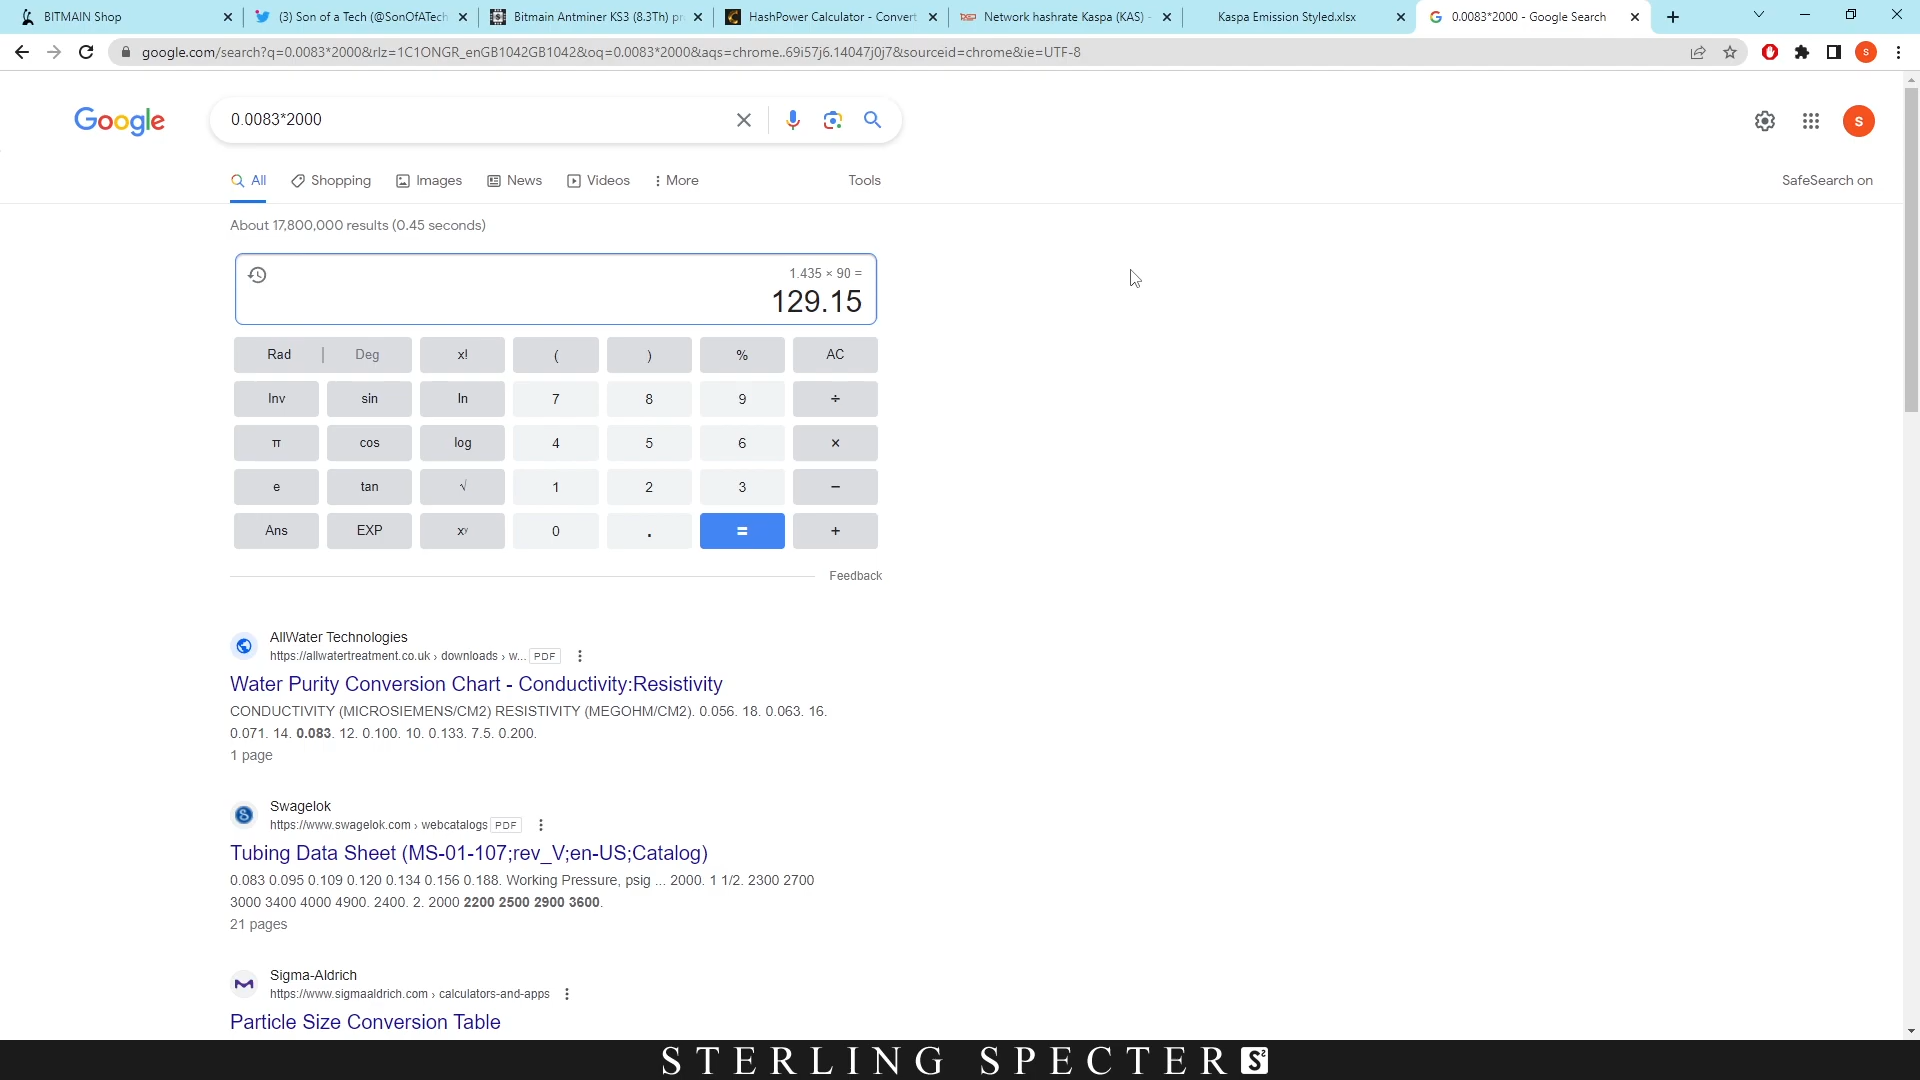 BITMAIN Shop
(3) Son of a Tech (@SonOfATech
Bitmain Antminer KS3 (8.3Th) pr
HashPower Calculator - Convert
Network hashrate Kaspa (KAS) -
Kaspa Emission Styled.xlsx
0.0083*2000 - Google Search
google.com/search?q=0.0083*2000&rlz=1C1ONGR_enGB1042GB1042&oq=0.0083*2000&aqs=chrome..69i57j6.14047j0j7&sourceid=chrome&ie=UTF-8
S
Google
0.0083*2000
S
All
Shopping
Images
News
Videos
More
Tools
SafeSearch on
About 17,800,000 results (0.45 seconds)
1.435 × 90 =
129.15
Rad | Deg x! ( ) % AC
Inv sin ln 7 8 9 ÷
π cos log 4 5 6 ×
e tan √ 1 2 3 −
Ans EXP xʸ 0 . = +
Feedback
AllWater Technologies
https://allwatertreatment.co.uk › downloads › w... PDF
Water Purity Conversion Chart - Conductivity:Resistivity
CONDUCTIVITY (MICROSIEMENS/CM2) RESISTIVITY (MEGOHM/CM2). 0.056. 18. 0.063. 16.
0.071. 14. 0.083. 12. 0.100. 10. 0.133. 7.5. 0.200.
1 page
S
Swagelok
https://www.swagelok.com › webcatalogs PDF
Tubing Data Sheet (MS-01-107;rev_V;en-US;Catalog)
0.083 0.095 0.109 0.120 0.134 0.156 0.188. Working Pressure, psig ... 2000. 1 1/2. 2300 2700
3000 3400 4000 4900. 2400. 2. 2000 2200 2500 2900 3600.
21 pages
Sigma-Aldrich
https://www.sigmaaldrich.com › calculators-and-apps
Particle Size Conversion Table
STERLING SPECTER S²